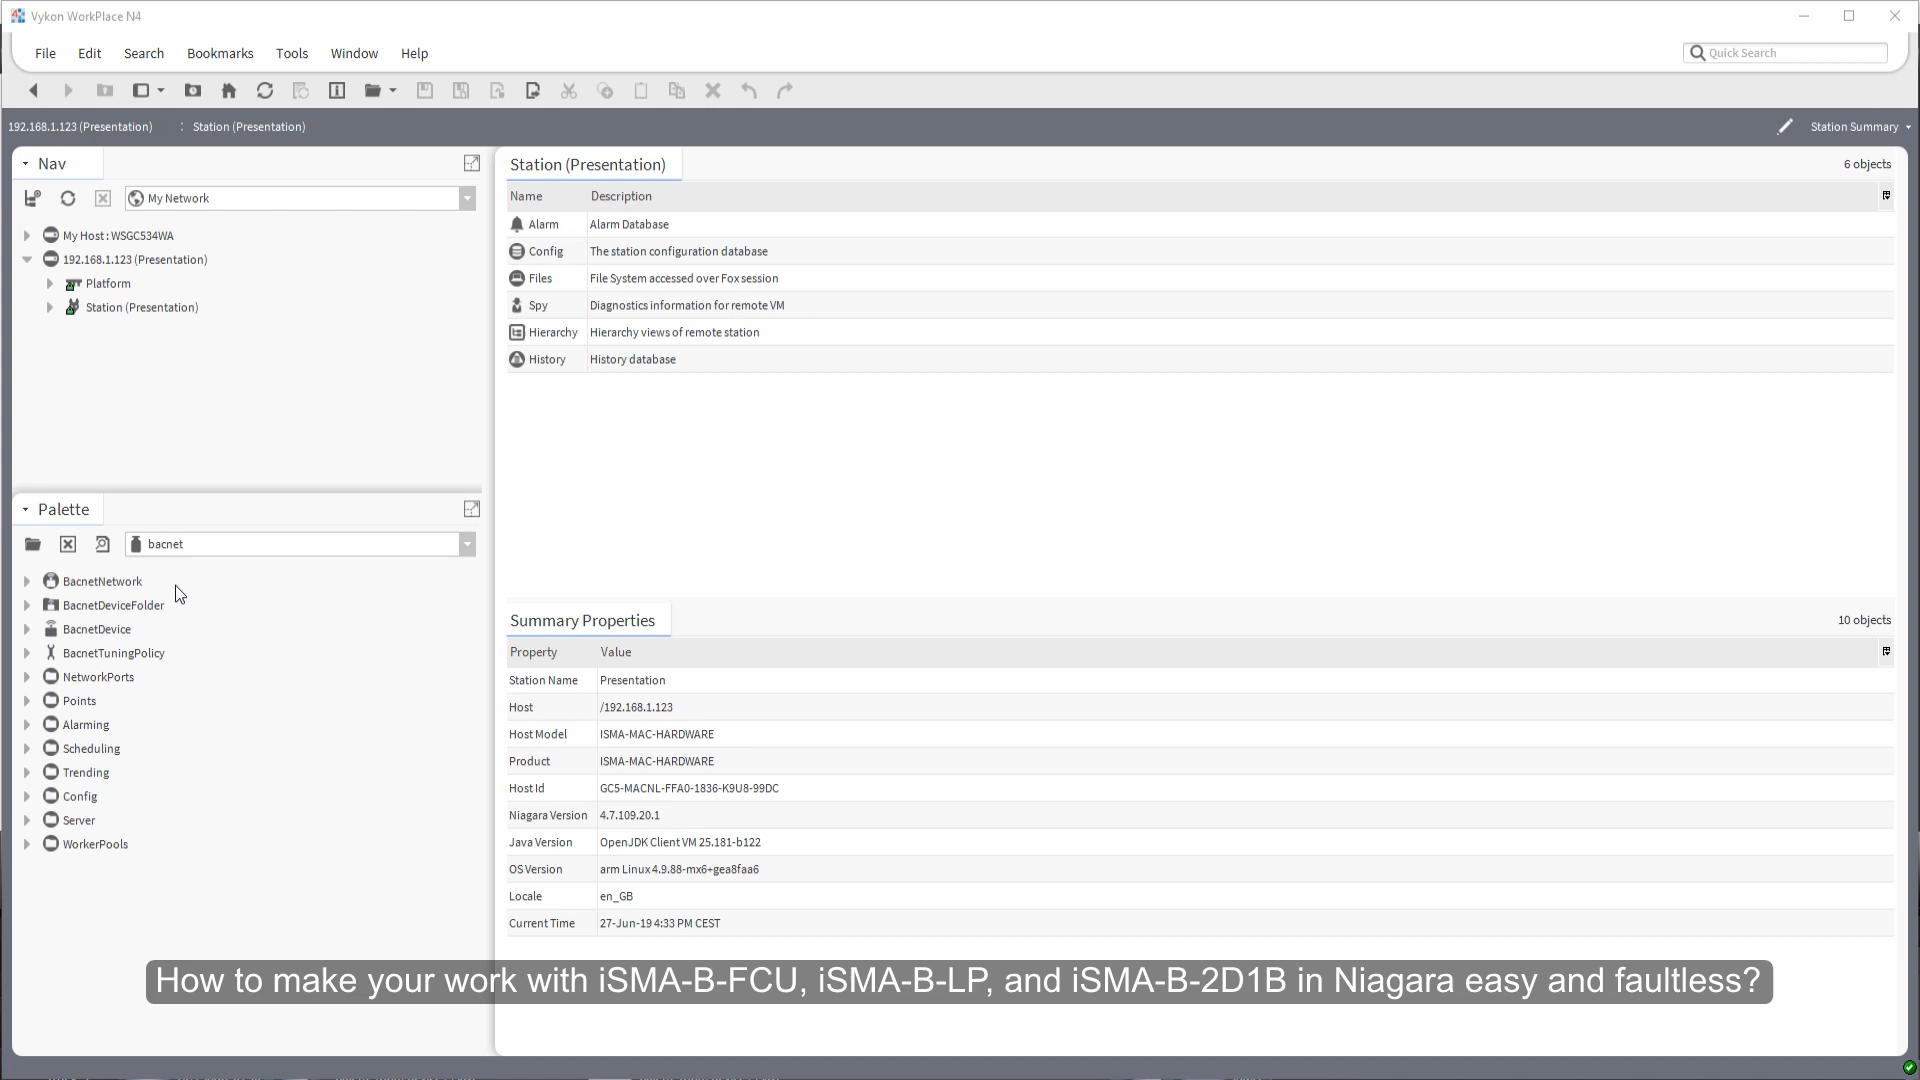 Vykon WorkPlace N4
File Edit Search Bookmarks Tools Window Help
Quick Search
192.168.1.123 (Presentation) : Station (Presentation)
Station Summary
Nav
My Network
My Host : WSGC534WA
192.168.1.123 (Presentation)
Platform
Station (Presentation)
Palette
bacnet
BacnetNetwork
BacnetDeviceFolder
BacnetDevice
BacnetTuningPolicy
NetworkPorts
Points
Alarming
Scheduling
Trending
Config
Server
WorkerPools
Station (Presentation) 6 objects
Name Description
Alarm Alarm Database
Config The station configuration database
Files File System accessed over Fox session
Spy Diagnostics information for remote VM
Hierarchy Hierarchy views of remote station
History History database
Summary Properties 10 objects
Property Value
Station Name Presentation
Host /192.168.1.123
Host Model ISMA-MAC-HARDWARE
Product ISMA-MAC-HARDWARE
Host Id GC5-MACNL-FFA0-1836-K9U8-99DC
Niagara Version 4.7.109.20.1
Java Version OpenJDK Client VM 25.181-b122
OS Version arm Linux 4.9.88-mx6+gea8faa6
Locale en_GB
Current Time 27-Jun-19 4:33 PM CEST
How to make your work with iSMA-B-FCU, iSMA-B-LP, and iSMA-B-2D1B in Niagara easy and faultless?